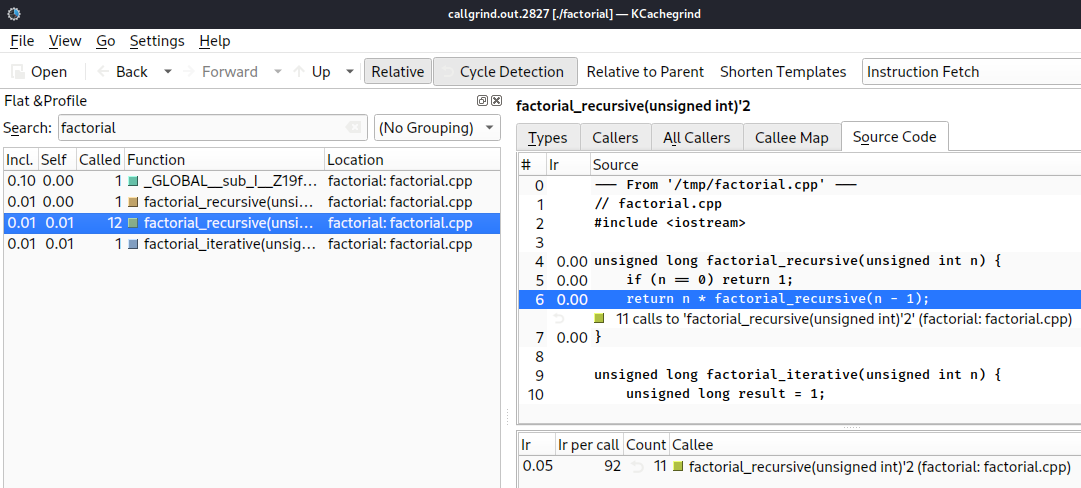 callgrind.out.2827 [./factorial] — KCachegrind
File View Go Settings Help
Open Back Forward Up Relative Cycle Detection Relative to Parent Shorten Templates Instruction Fetch
Flat &Profile
Search: factorial (No Grouping)
Incl. Self Called Function Location
0.10 0.00 1 _GLOBAL__sub_I__Z19f... factorial: factorial.cpp
0.01 0.00 1 factorial_recursive(unsi... factorial: factorial.cpp
0.01 0.01 12 factorial_recursive(unsi... factorial: factorial.cpp
0.01 0.01 1 factorial_iterative(unsig... factorial: factorial.cpp
factorial_recursive(unsigned int)'2
Types Callers All Callers Callee Map Source Code
# Ir Source
0 --- From '/tmp/factorial.cpp' ---
1 // factorial.cpp
2 #include <iostream>
3
4 0.00 unsigned long factorial_recursive(unsigned int n) {
5 0.00 if (n == 0) return 1;
6 0.00 return n * factorial_recursive(n - 1);
11 calls to 'factorial_recursive(unsigned int)'2' (factorial: factorial.cpp)
7 0.00 }
8
9 unsigned long factorial_iterative(unsigned int n) {
10 unsigned long result = 1;
Ir Ir per call Count Callee
0.05 92 11 factorial_recursive(unsigned int)'2 (factorial: factorial.cpp)